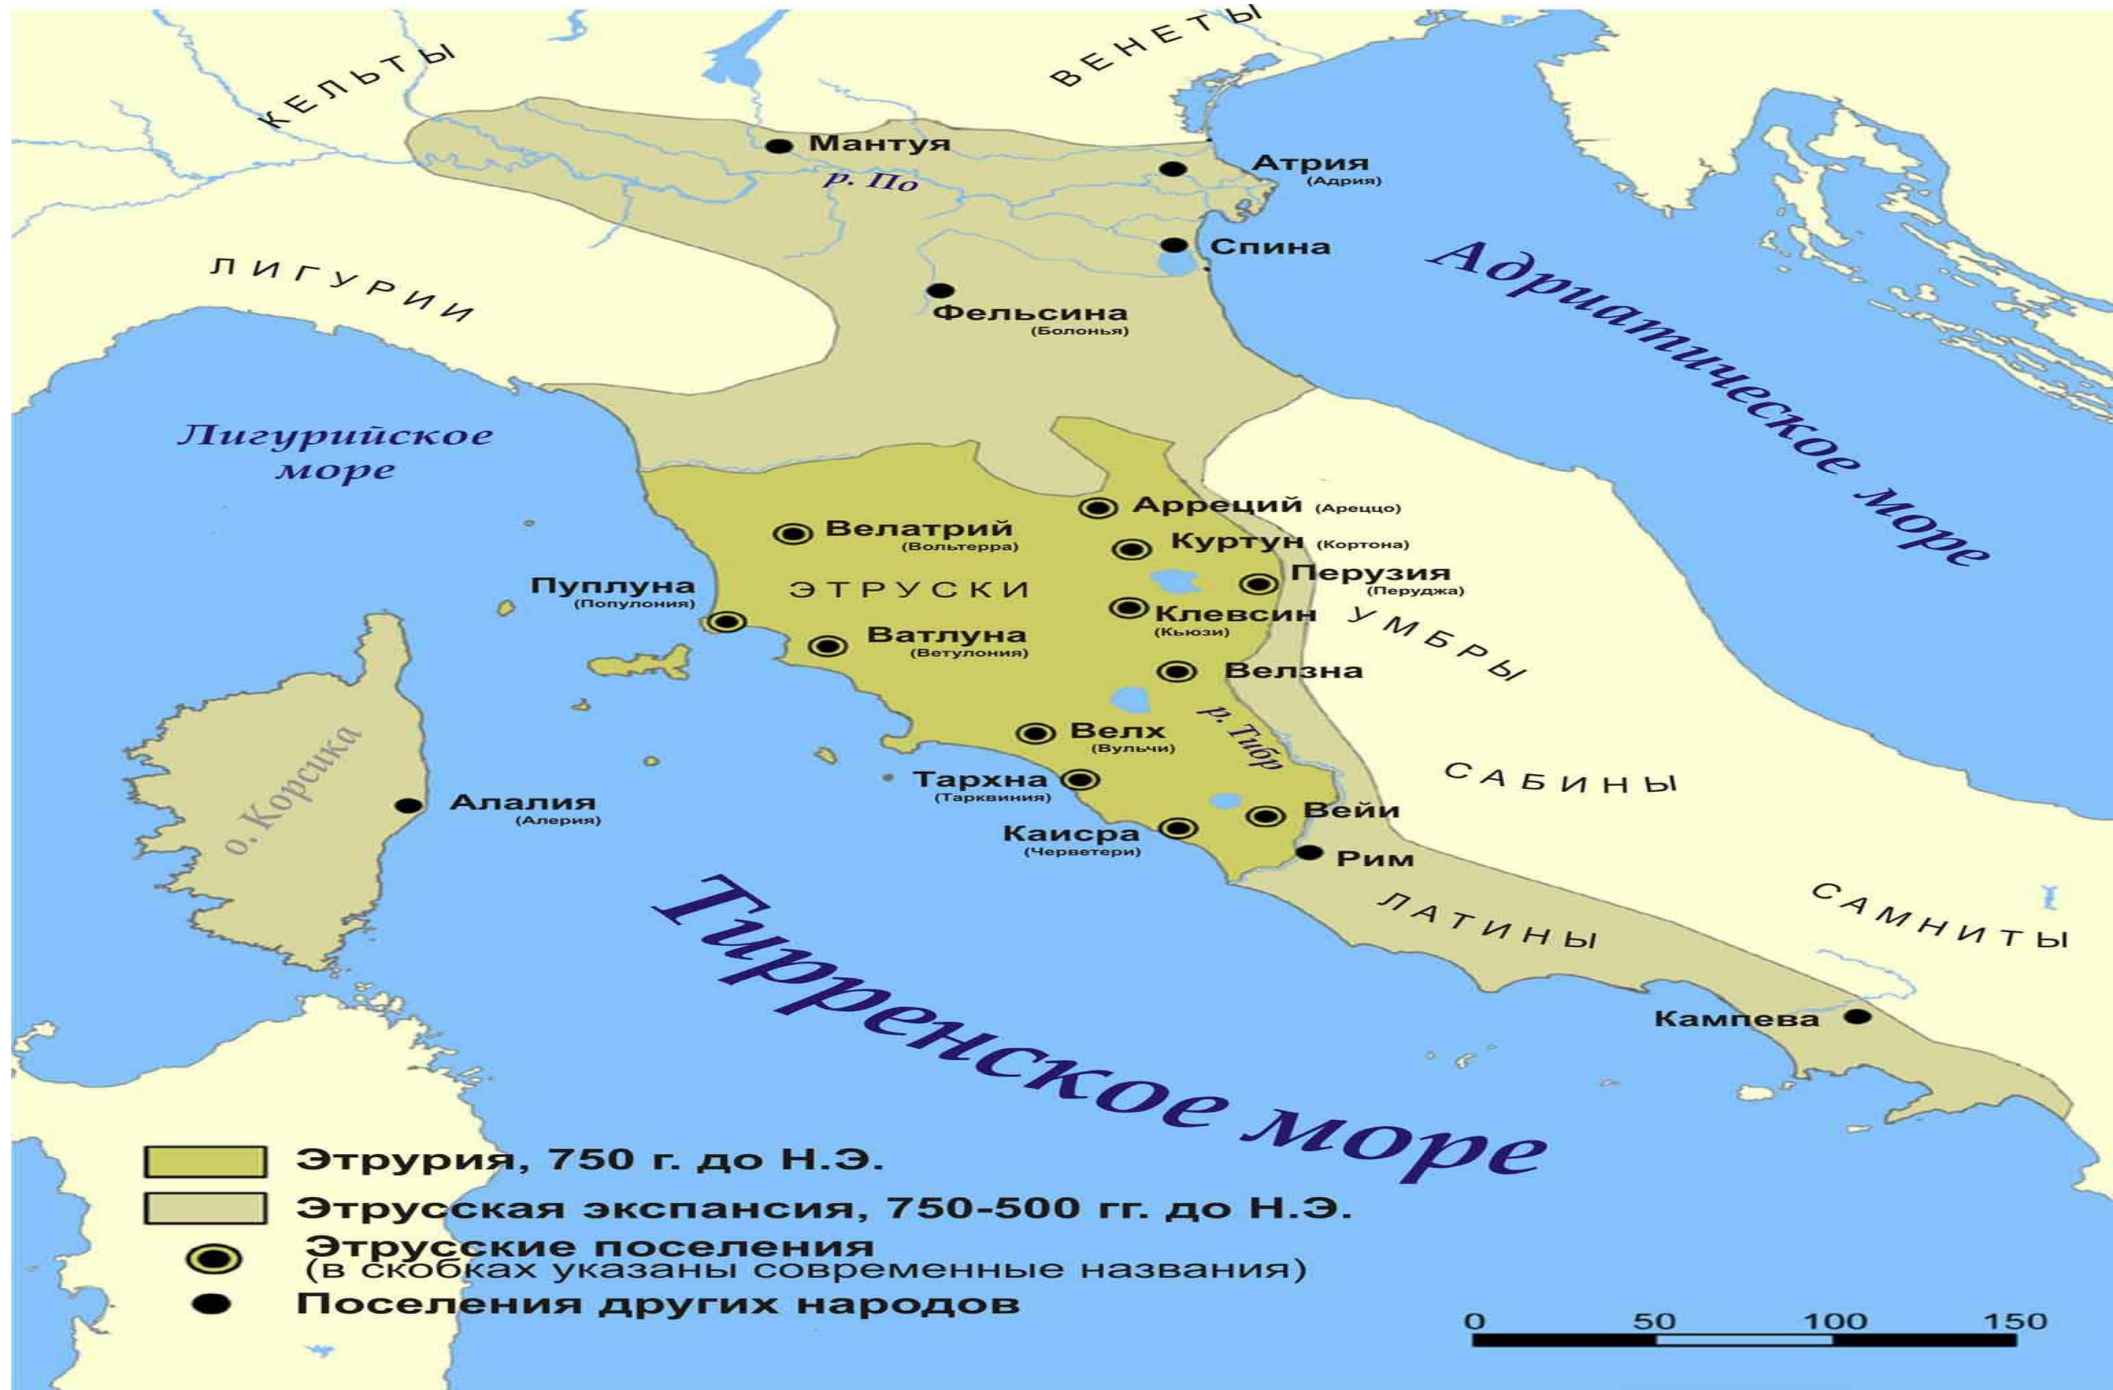 КЕЛЬТЫ
ВЕНЕТЫ
Мантуя
р. По
Атрия
(Адрия)
Спина
ЛИГУРИИ
Фельсина
(Болонья)
Адриатическое море
Лигурийское
море
Арреций (Ареццо)
Велатрий
(Вольтерра)
Куртун (Кортона)
Пуплуна
(Популония)
ЭТРУСКИ
Перузия
(Перуджа)
Клевсин
(Кьюзи)
УМБРЫ
Ватлуна
(Ветулония)
Велзна
р. Тибр
Велх
(Вульчи)
о. Корсика
Тархна
(Тарквиния)
САБИНЫ
Алалия
(Алерия)
Вейи
Каисра
(Черветери)
Рим
ЛАТИНЫ
САМНИТЫ
Тирренское море
Кампева
Этрурия, 750 г. до Н.Э.
Этрусская экспансия, 750-500 гг. до Н.Э.
Этрусские поселения
(в скобках указаны современные названия)
Поселения других народов
0 50 100 150